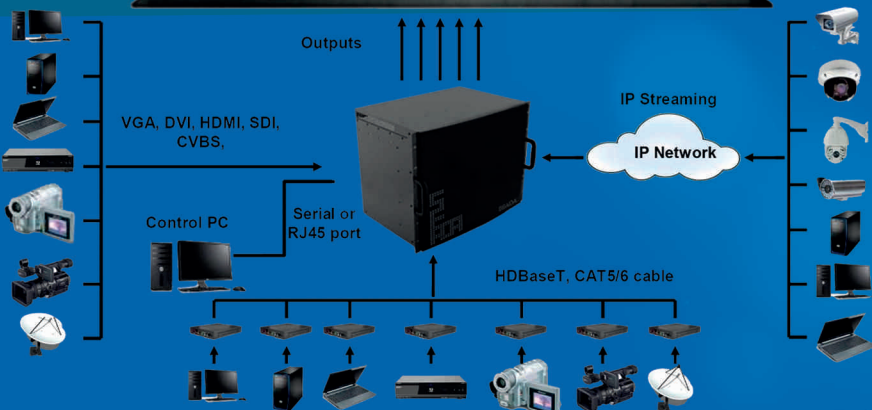 Outputs
IP Streaming
VGA, DVI, HDMI, SDI,
CVBS,
IP Network
Control PC
Serial or
RJ45 port
HDBaseT, CAT5/6 cable